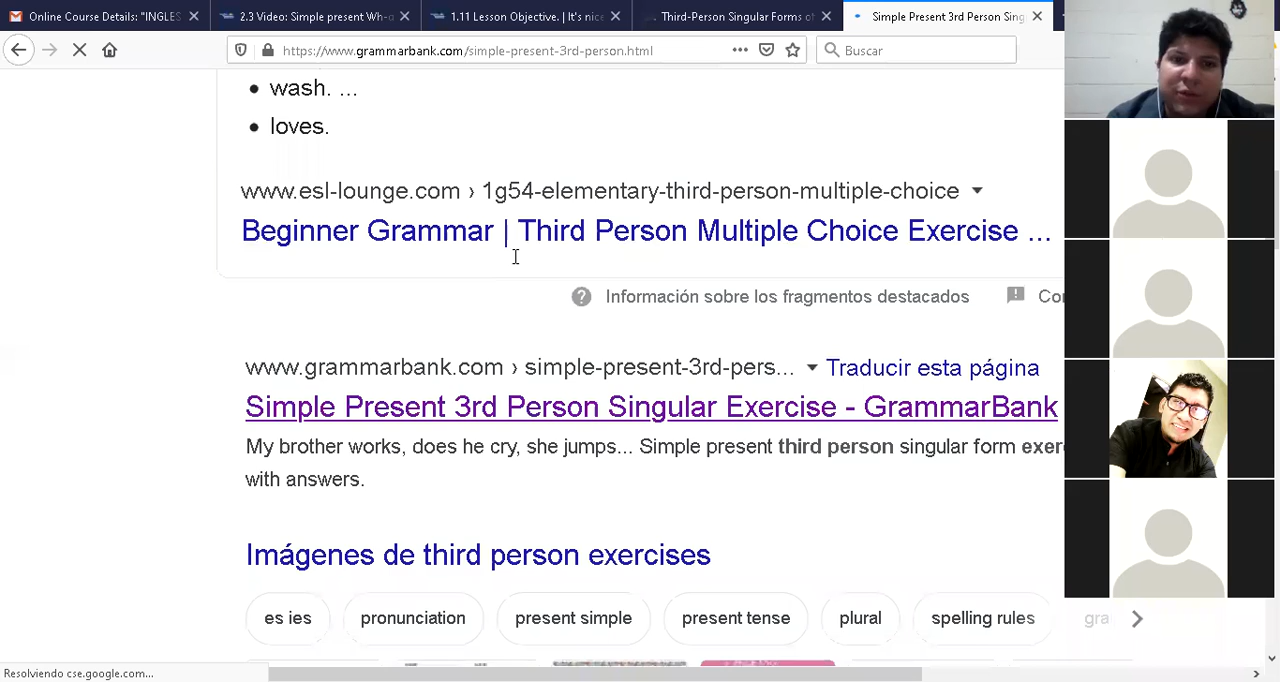 Online Course Details: "INGLES
2.3 Video: Simple present Wh-
1.11 Lesson Objective. | It's nice
Third-Person Singular Forms
Simple Present 3rd Person Sing
https://www.grammarbank.com/simple-present-3rd-person.html
Buscar
wash. ...
loves.
www.esl-lounge.com › 1g54-elementary-third-person-multiple-choice
Beginner Grammar | Third Person Multiple Choice Exercise ...
Información sobre los fragmentos destacados
www.grammarbank.com › simple-present-3rd-pers... Traducir esta página
Simple Present 3rd Person Singular Exercise - GrammarBank
My brother works, does he cry, she jumps... Simple present third person singular form exer
with answers.
Imágenes de third person exercises
es ies pronunciation present simple present tense plural spelling rules gra
Resolviendo cse.google.com...